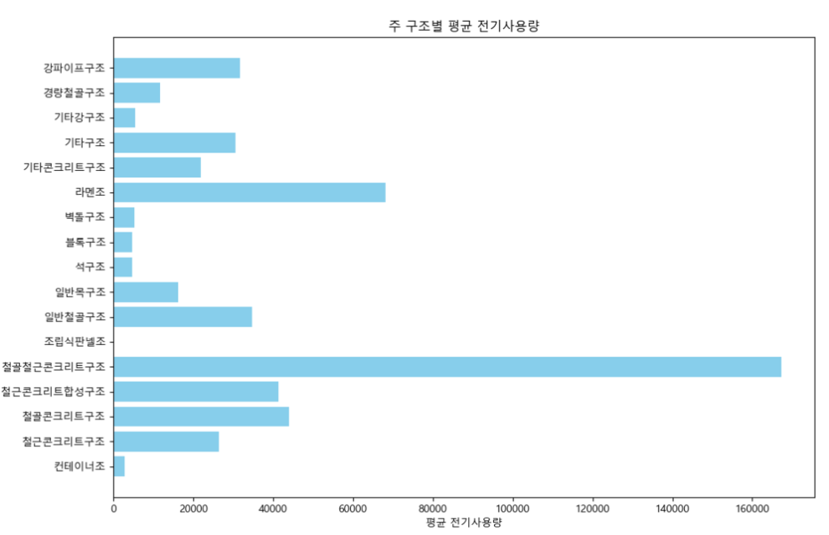 주 구조별 평균 전기사용량
강파이프구조
경량철골구조
기타강구조
기타구조
기타콘크리트구조
라멘조
벽돌구조
블록구조
석구조
일반목구조
일반철골구조
조립식판넬조
철골철근콘크리트구조
철근콘크리트합성구조
철골콘크리트구조
철근콘크리트구조
컨테이너조
0 20000 40000 60000 80000 100000 120000 140000 160000
평균 전기사용량